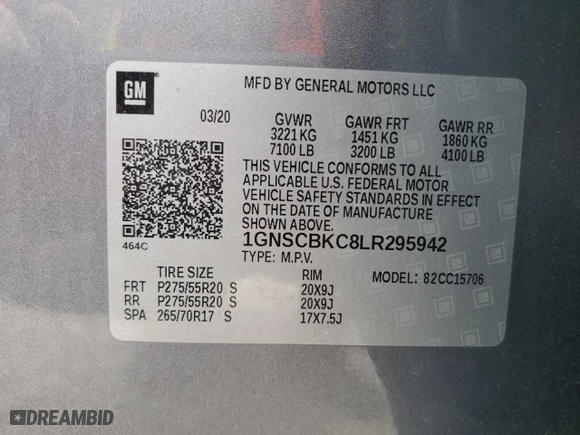 GM
MFD BY GENERAL MOTORS LLC
03/20 GVWR GAWR FRT GAWR RR
3221 KG 1451 KG 1860 KG
7100 LB 3200 LB 4100 LB
THIS VEHICLE CONFORMS TO ALL
APPLICABLE U.S. FEDERAL MOTOR
VEHICLE SAFETY STANDARDS IN EFFECT
ON THE DATE OF MANUFACTURE
SHOWN ABOVE.
464C
1GNSCBKC8LR295942
TYPE: M.P.V.
TIRE SIZE RIM MODEL: 82CC15706
FRT P275/55R20 S 20X9J
RR P275/55R20 S 20X9J
SPA 265/70R17 S 17X7.5J
DREAMBID